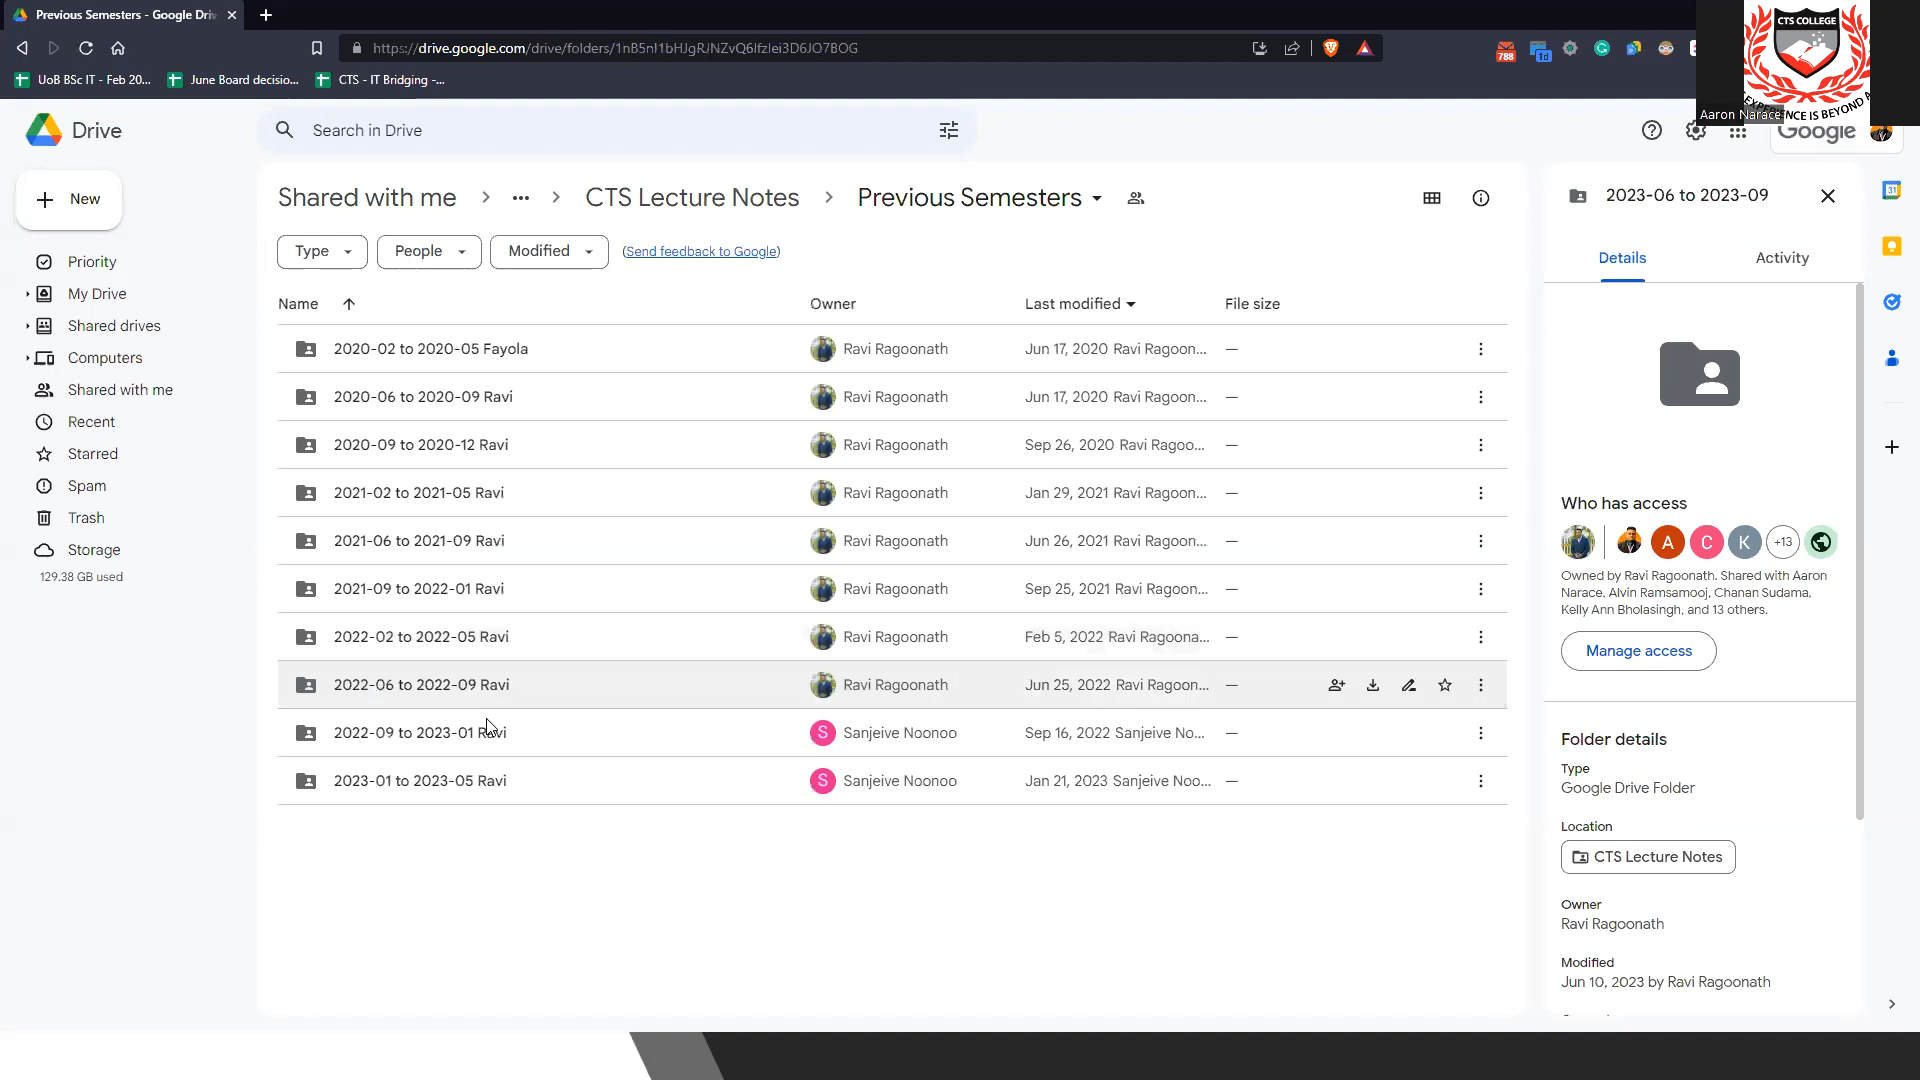 Previous Semesters - Google Driv
https://drive.google.com/drive/folders/1nB5nI1bHJgRJNZvQ6Ifzlei3D6JO7BOG
788
1d
UoB BSc IT - Feb 20...
June Board decisio...
CTS - IT Bridging -...
CTS COLLEGE
EXPERIENCE IS BEYOND A
Aaron Narace
Drive
Search in Drive
Google
New
Shared with me
CTS Lecture Notes
Previous Semesters
2023-06 to 2023-09
31
Type
People
Modified
(Send feedback to Google)
Details
Activity
Priority
My Drive
Shared drives
Computers
Shared with me
Recent
Starred
Spam
Trash
Storage
129.38 GB used
Name
Owner
Last modified
File size
2020-02 to 2020-05 Fayola
Ravi Ragoonath
Jun 17, 2020 Ravi Ragoon...
—
2020-06 to 2020-09 Ravi
Ravi Ragoonath
Jun 17, 2020 Ravi Ragoon...
—
2020-09 to 2020-12 Ravi
Ravi Ragoonath
Sep 26, 2020 Ravi Ragoo...
—
2021-02 to 2021-05 Ravi
Ravi Ragoonath
Jan 29, 2021 Ravi Ragoon...
—
2021-06 to 2021-09 Ravi
Ravi Ragoonath
Jun 26, 2021 Ravi Ragoon...
—
2021-09 to 2022-01 Ravi
Ravi Ragoonath
Sep 25, 2021 Ravi Ragoon...
—
2022-02 to 2022-05 Ravi
Ravi Ragoonath
Feb 5, 2022 Ravi Ragoona...
—
2022-06 to 2022-09 Ravi
Ravi Ragoonath
Jun 25, 2022 Ravi Ragoon...
—
2022-09 to 2023-01 Ravi
S
Sanjeive Noonoo
Sep 16, 2022 Sanjeive No...
—
2023-01 to 2023-05 Ravi
S
Sanjeive Noonoo
Jan 21, 2023 Sanjeive Noo...
—
Who has access
A
C
K
+13
Owned by Ravi Ragoonath. Shared with Aaron
Narace, Alvin Ramsamooj, Chanan Sudama,
Kelly Ann Bholasingh, and 13 others.
Manage access
Folder details
Type
Google Drive Folder
Location
CTS Lecture Notes
Owner
Ravi Ragoonath
Modified
Jun 10, 2023 by Ravi Ragoonath